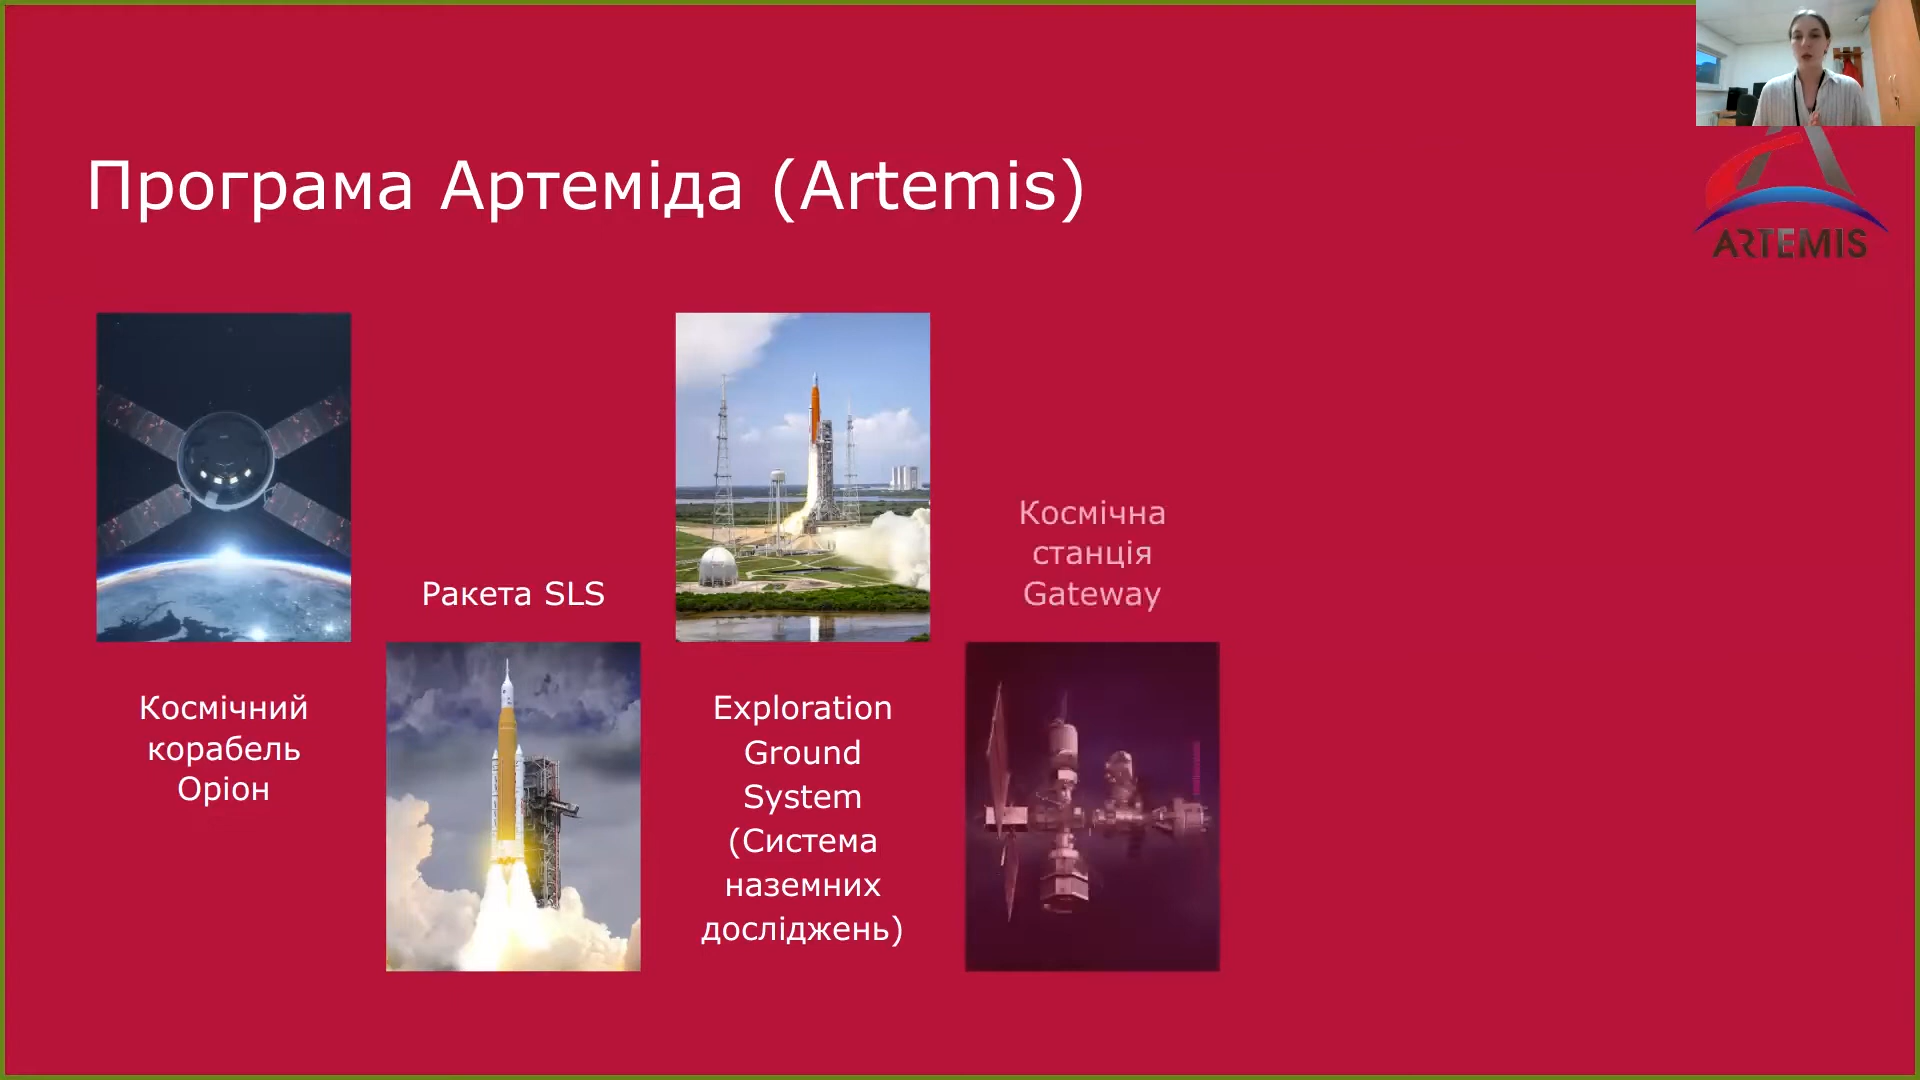 Програма Артеміда (Artemis)
ARTEMIS
Космічний
корабель
Оріон
Ракета SLS
Exploration
Ground
System
(Система
наземних
досліджень)
Космічна
станція
Gateway